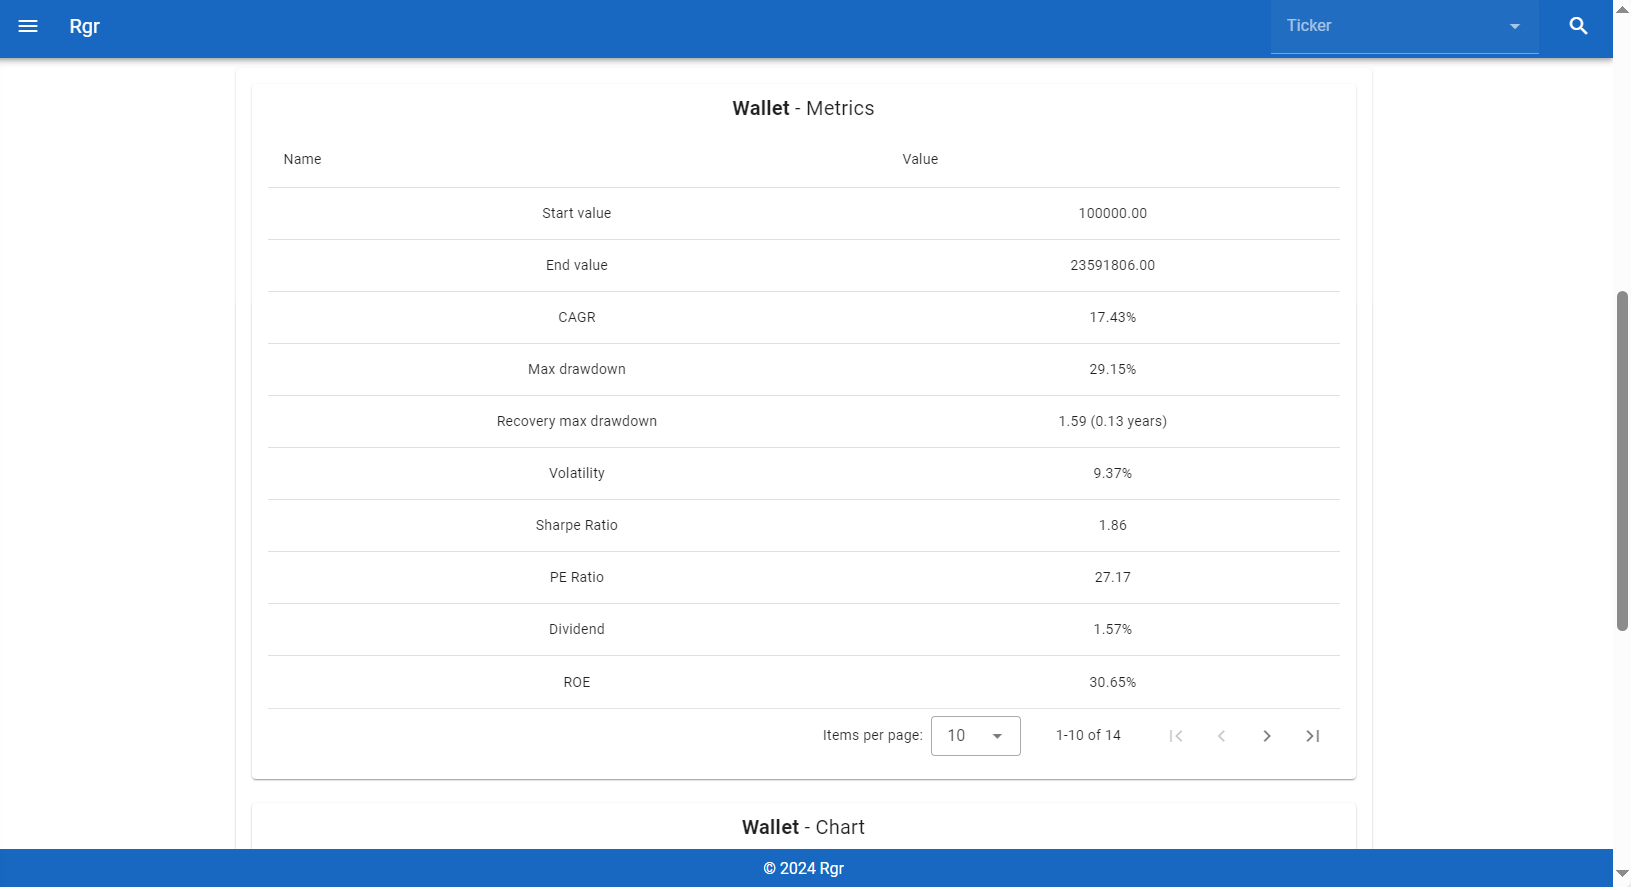 Rgr
Ticker
Wallet - Metrics
Name Value
Start value 100000.00
End value 23591806.00
CAGR 17.43%
Max drawdown 29.15%
Recovery max drawdown 1.59 (0.13 years)
Volatility 9.37%
Sharpe Ratio 1.86
PE Ratio 27.17
Dividend 1.57%
ROE 30.65%
Items per page: 10 1-10 of 14
Wallet - Chart
© 2024 Rgr